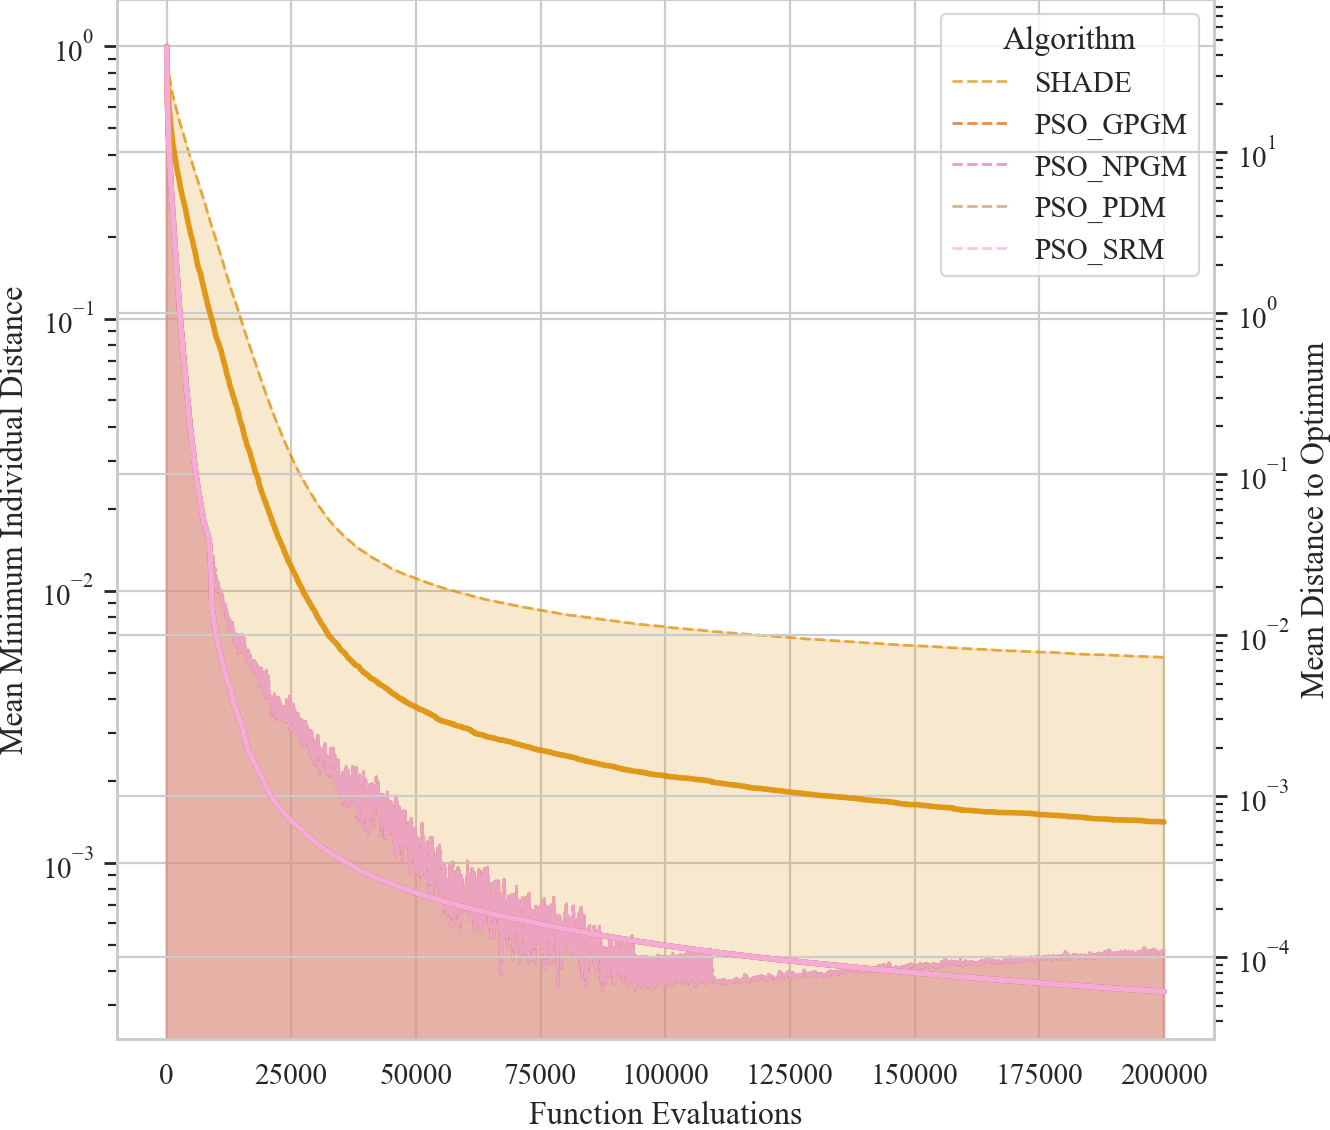 Algorithm
SHADE
PSO_GPGM
PSO_NPGM
PSO_PDM
PSO_SRM
10^0
10^−1
10^−2
10^−3
Mean Minimum Individual Distance
10^1
10^0
10^−1
10^−2
10^−3
10^−4
Mean Distance to Optimum
0 25000 50000 75000 100000 125000 150000 175000 200000
Function Evaluations